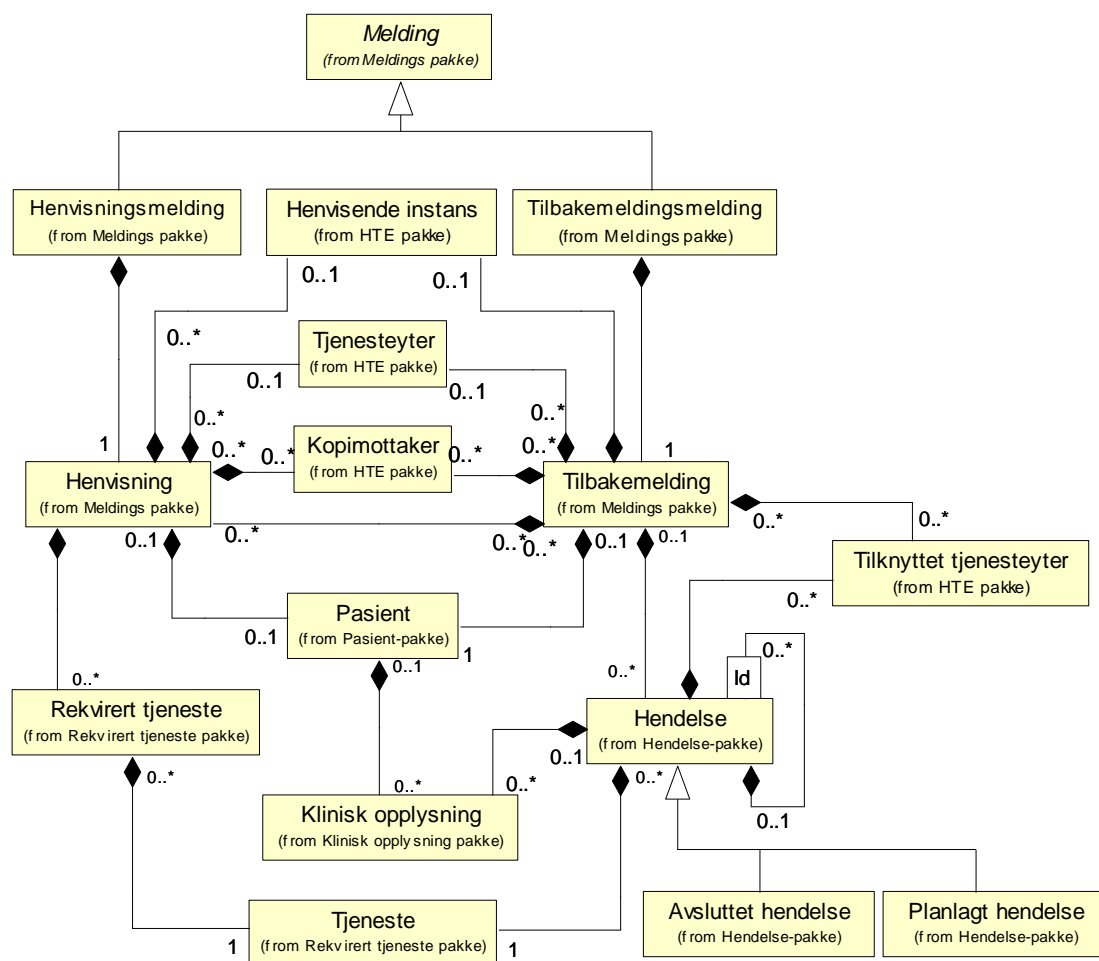 Melding
(from Meldings pakke)
Henvisningsmelding
(from Meldings pakke)
Henvisende instans
(from HTE pakke)
Tilbakemeldingsmelding
(from Meldings pakke)
0..1
0..1
0..*
Tjenesteyter
(from HTE pakke)
0..1
0..1
0..*
0..*
Kopimottaker
(from HTE pakke)
1
0..*
0..*
0..*
0..*
1
Henvisning
(from Meldings pakke)
Tilbakemelding
(from Meldings pakke)
0..1
0..*
0..*
0..*
0..1
0..1
0..*
0..*
Tilknyttet tjenesteyter
(from HTE pakke)
0..*
Pasient
(from Pasient-pakke)
0..1
1
0..1
0..*
0..*
Id
0..*
Rekvirert tjeneste
(from Rekvirert tjeneste pakke)
Hendelse
(from Hendelse-pakke)
0..*
0..1
0..*
0..*
0..*
Klinisk opplysning
(from Klinisk opplysning pakke)
0..1
Avsluttet hendelse
(from Hendelse-pakke)
Planlagt hendelse
(from Hendelse-pakke)
Tjeneste
(from Rekvirert tjeneste pakke)
1
1